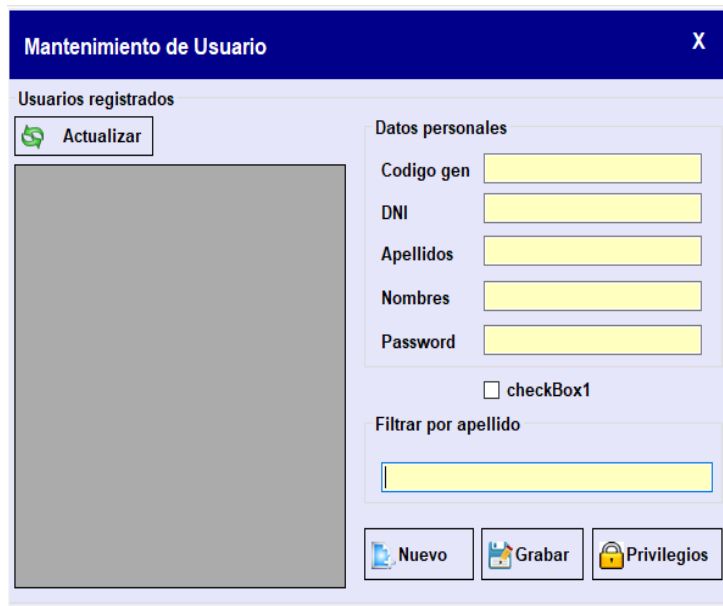 Mantenimiento de Usuario
X
Usuarios registrados
Actualizar
Datos personales
Codigo gen
DNI
Apellidos
Nombres
Password
checkBox1
Filtrar por apellido
Nuevo
Grabar
Privilegios